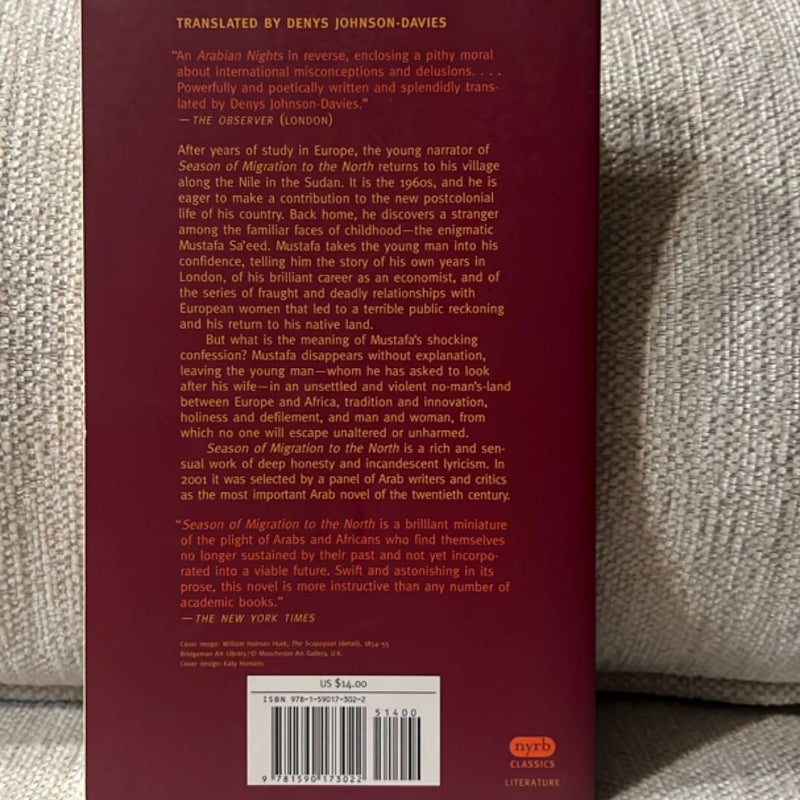 TRANSLATED BY DENYS JOHNSON-DAVIES
“An Arabian Nights in reverse, enclosing a pithy moral
about international misconceptions and delusions. . . .
Powerfully and poetically written and splendidly trans-
lated by Denys Johnson-Davies.”
— THE OBSERVER (LONDON)
After years of study in Europe, the young narrator of
Season of Migration to the North returns to his village
along the Nile in the Sudan. It is the 1960s, and he is
eager to make a contribution to the new postcolonial
life of his country. Back home, he discovers a stranger
among the familiar faces of childhood—the enigmatic
Mustafa Sa’eed. Mustafa takes the young man into his
confidence, telling him the story of his own years in
London, of his brilliant career as an economist, and of
the series of fraught and deadly relationships with
European women that led to a terrible public reckoning
and his return to his native land.
But what is the meaning of Mustafa’s shocking
confession? Mustafa disappears without explanation,
leaving the young man—whom he has asked to look
after his wife—in an unsettled and violent no-man’s-land
between Europe and Africa, tradition and innovation,
holiness and defilement, and man and woman, from
which no one will escape unaltered or unharmed.
Season of Migration to the North is a rich and sen-
sual work of deep honesty and incandescent lyricism. In
2001 it was selected by a panel of Arab writers and critics
as the most important Arab novel of the twentieth century.
“Season of Migration to the North is a brilliant miniature
of the plight of Arabs and Africans who find themselves
no longer sustained by their past and not yet incorpo-
rated into a viable future. Swift and astonishing in its
prose, this novel is more instructive than any number of
academic books.”
— THE NEW YORK TIMES
Cover image: William Holman Hunt, The Scapegoat (detail), 1854–55
Bridgeman Art Library/© Manchester Art Gallery, U.K.
Cover design: Katy Homans
US $14.00
ISBN 978-1-59017-302-2
51400
9 781590 173022
nyrb
CLASSICS
LITERATURE